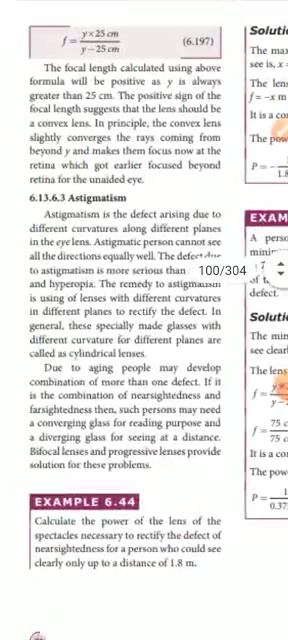 f = y × 25 cm / y − 25 cm (6.197)
The focal length calculated using above
formula will be positive as y is always
greater than 25 cm. The positive sign of the
focal length suggests that the lens should be
a convex lens. In principle, the convex lens
slightly converges the rays coming from
beyond y and makes them focus now at the
retina which got earlier focused beyond
retina for the unaided eye.
6.13.6.3 Astigmatism
Astigmatism is the defect arising due to
different curvatures along different planes
in the eye lens. Astigmatic person cannot see
all the directions equally well. The defect due
to astigmatism is more serious than
and hyperopia. The remedy to astigmatism
is using of lenses with different curvatures
in different planes to rectify the defect. In
general, these specially made glasses with
different curvature for different planes are
called as cylindrical lenses.
Due to aging people may develop
combination of more than one defect. If it
is the combination of nearsightedness and
farsightedness then, such persons may need
a converging glass for reading purpose and
a diverging glass for seeing at a distance.
Bifocal lenses and progressive lenses provide
solution for these problems.
EXAMPLE 6.44
Calculate the power of the lens of the
spectacles necessary to rectify the defect of
nearsightedness for a person who could see
clearly only up to a distance of 1.8 m.
100/304
Soluti
The max
see is, x =
The lens
f = −x m
It is a con
The pow
P = −
1.8
EXAM
A perso
of t
defect.
Soluti
The min
see clearl
The lens
f =
y −
f = 75 c
75 c
It is a con
The powe
P = 1
0.37